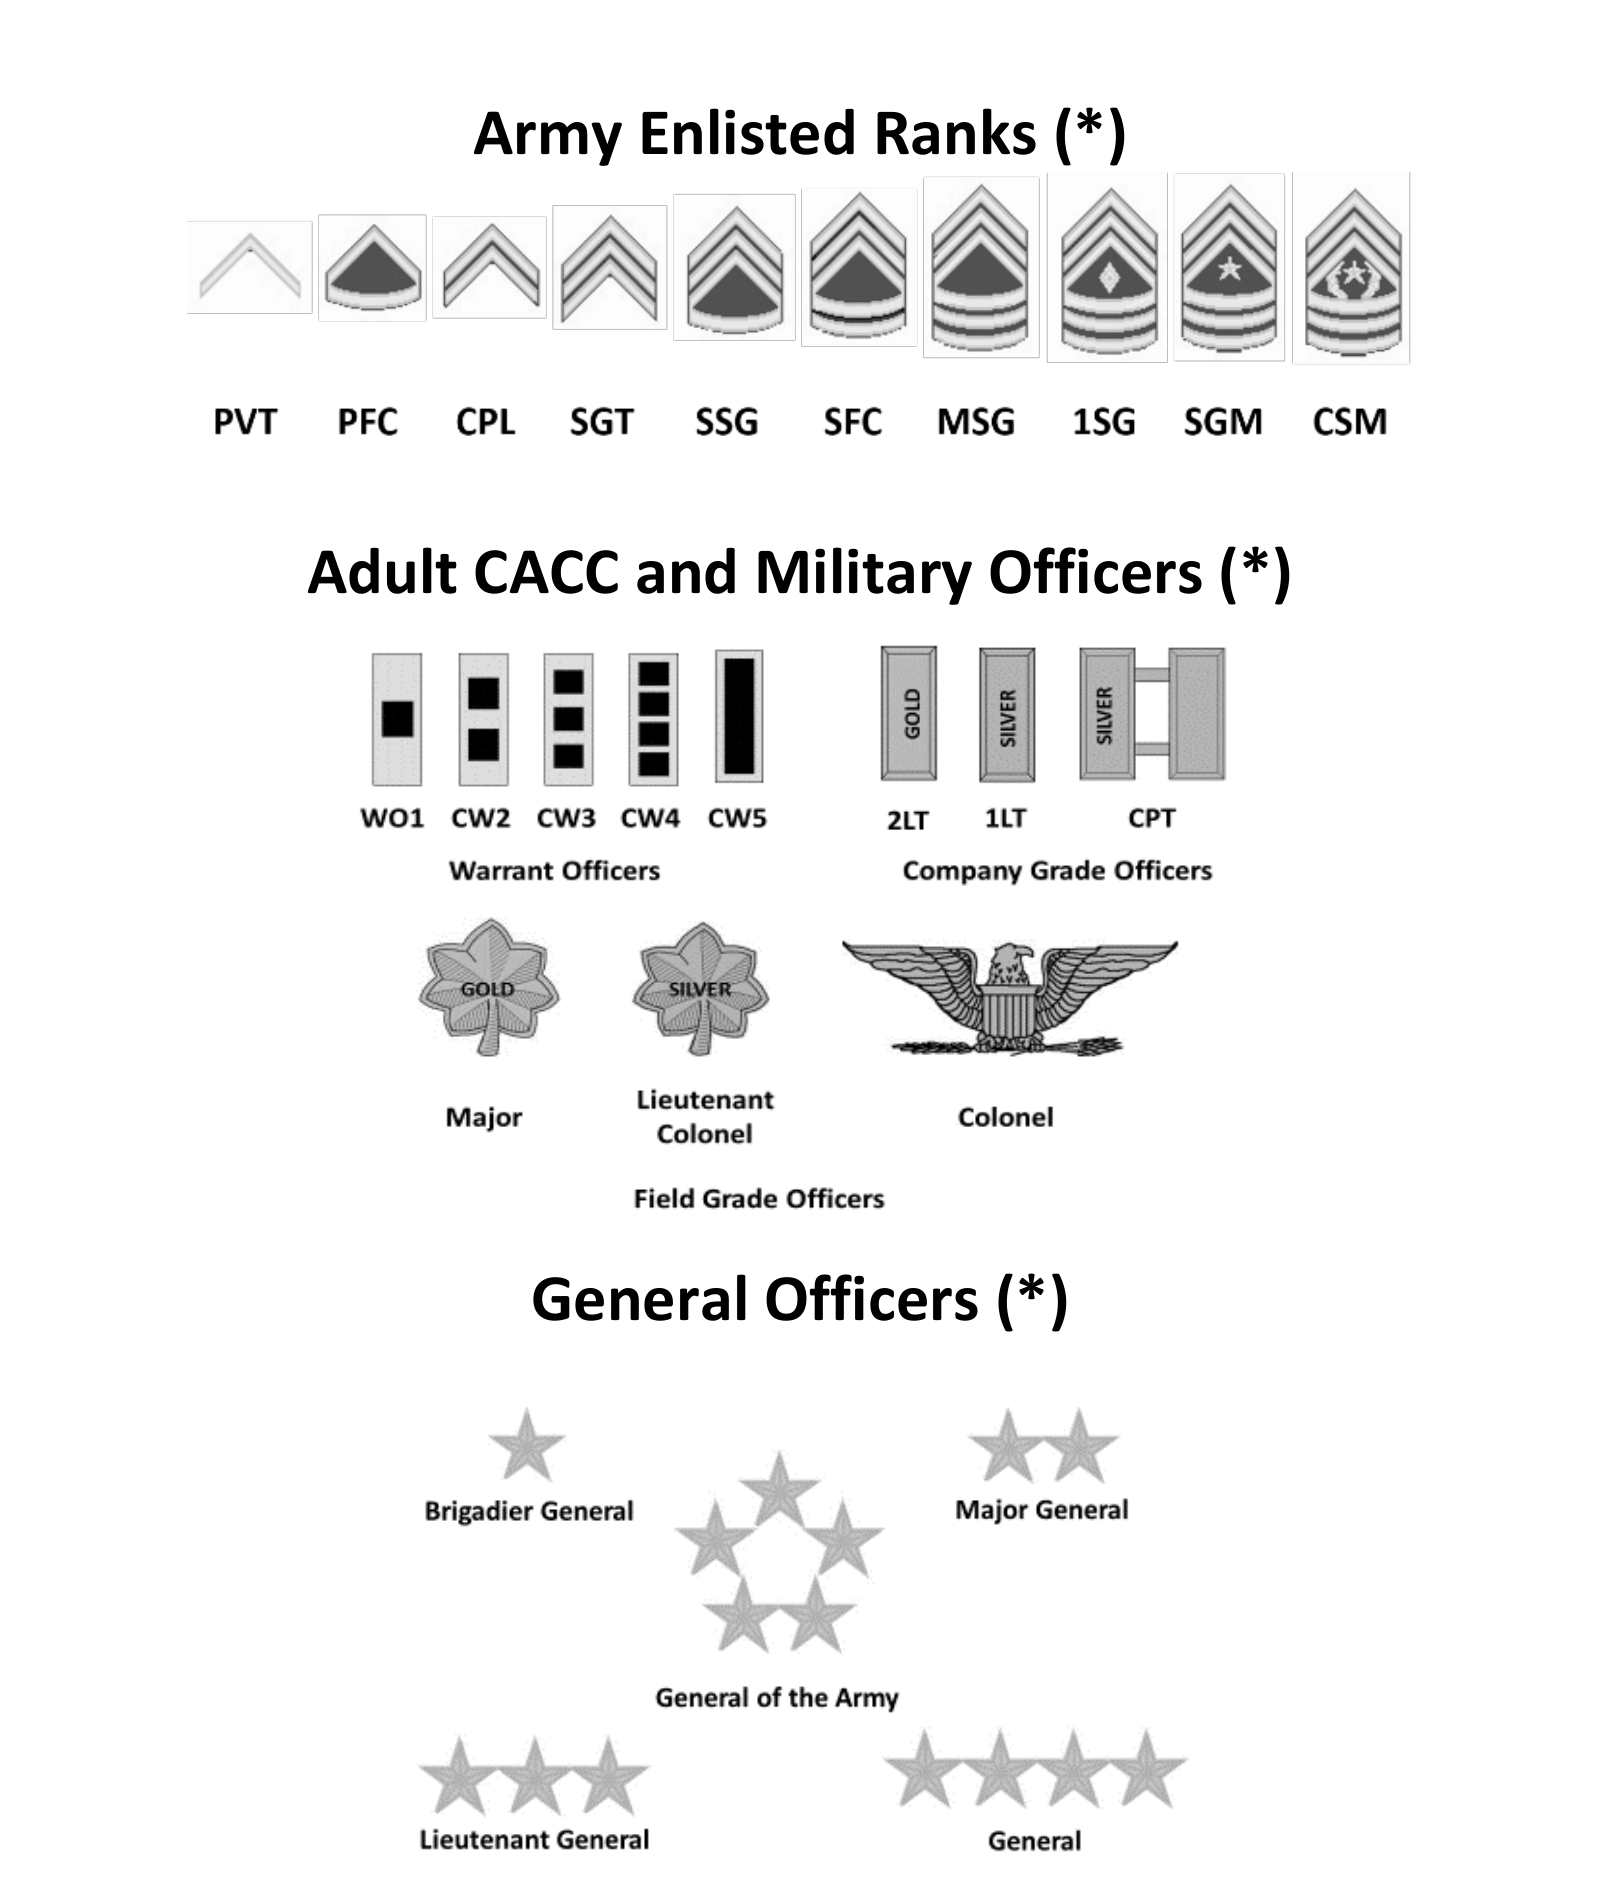 Army Enlisted Ranks (*)
PVT PFC CPL SGT SSG SFC MSG 1SG SGM CSM
Adult CACC and Military Officers (*)
GOLD SILVER SILVER
WO1 CW2 CW3 CW4 CW5 2LT 1LT CPT
Warrant Officers Company Grade Officers
GOLD SILVER
Major Lieutenant Colonel Colonel
Field Grade Officers
General Officers (*)
Brigadier General Major General
General of the Army
Lieutenant General General